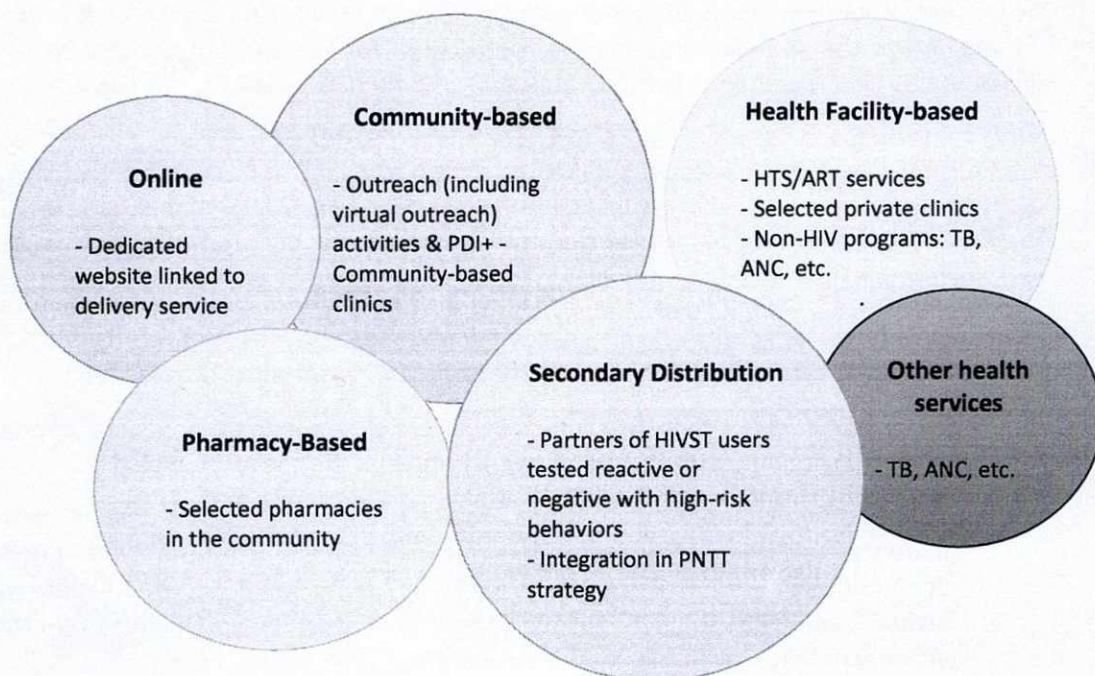 Online
- Dedicated
website linked to
delivery service
Community-based
- Outreach (including
virtual outreach)
activities & PDI+ -
Community-based
clinics
Health Facility-based
- HTS/ART services
- Selected private clinics
- Non-HIV programs: TB,
ANC, etc.
Pharmacy-Based
- Selected pharmacies
in the community
Secondary Distribution
- Partners of HIVST users
tested reactive or
negative with high-risk
behaviors
- Integration in PNTT
strategy
Other health
services
- TB, ANC, etc.